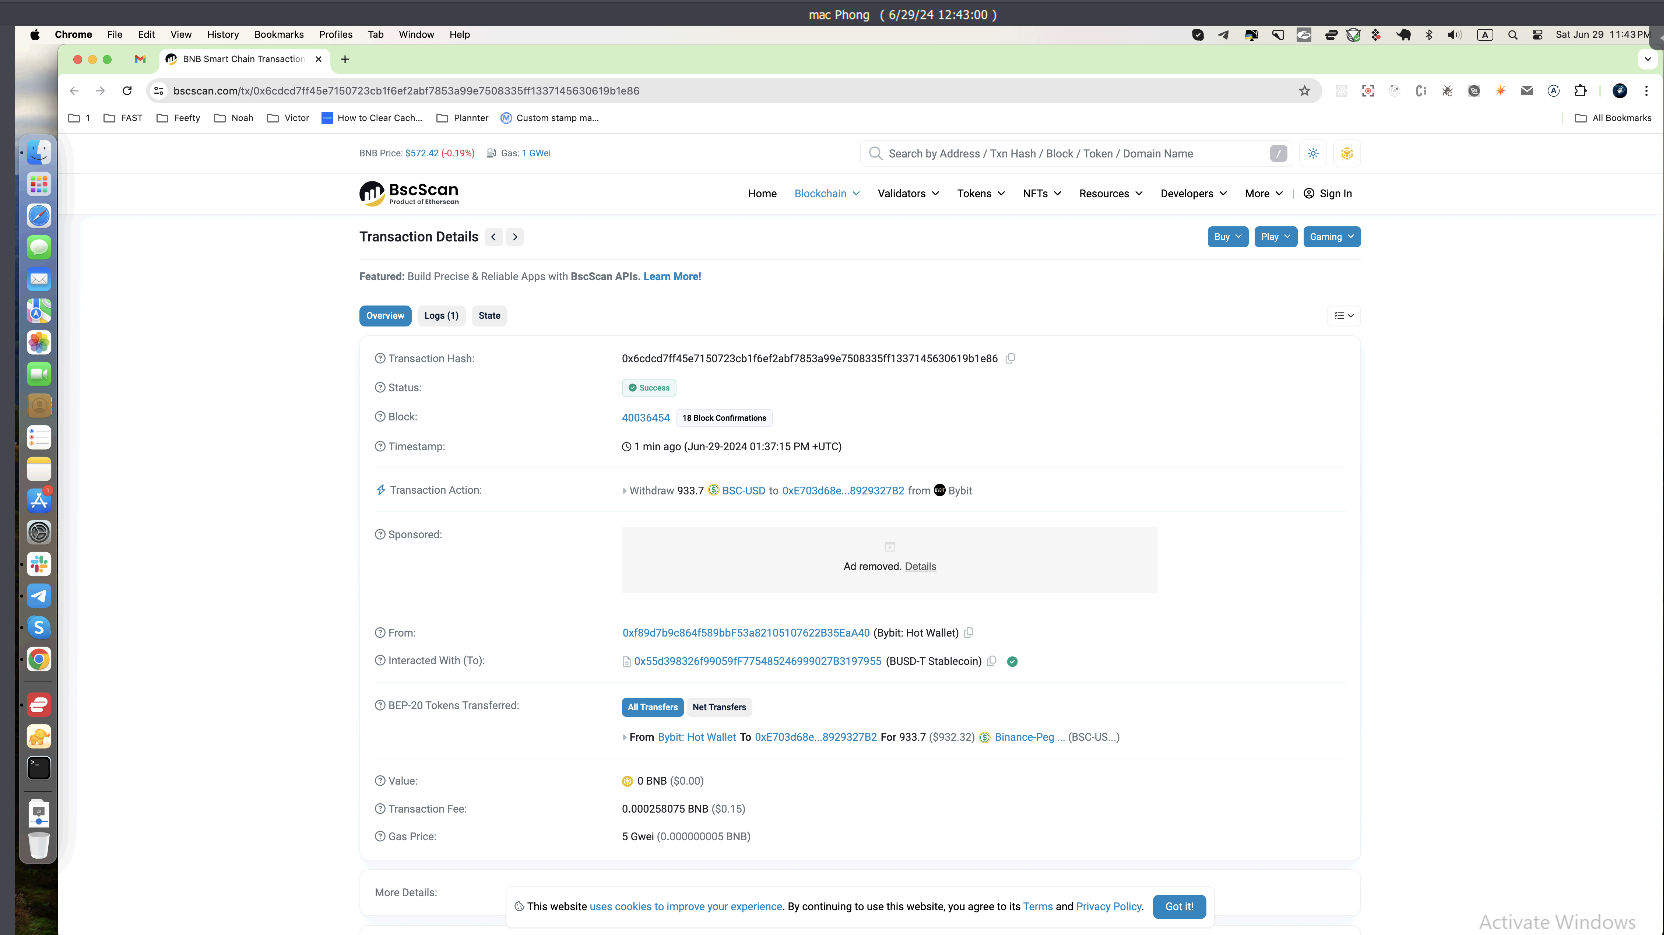 mac Phong ( 6/29/24 12:43:00 )
Chrome File Edit View History Bookmarks Profiles Tab Window Help
A
Sat Jun 29 11:43 PM
BNB Smart Chain Transaction
bscscan.com/tx/0x6cdcd7ff45e7150723cb1f6ef2abf7853a99e7508335ff1337145630619b1e86
1 FAST Feefty Noah Victor How to Clear Cach... Plannter Custom stamp ma... All Bookmarks
BNB Price: $572.42 (-0.19%) Gas: 1 GWei
Search by Address / Txn Hash / Block / Token / Domain Name /
BscScan
Product of Etherscan
Home Blockchain Validators Tokens NFTs Resources Developers More | Sign In
Transaction Details
Buy Play Gaming
Featured: Build Precise & Reliable Apps with BscScan APIs. Learn More!
Overview Logs (1) State
Transaction Hash: 0x6cdcd7ff45e7150723cb1f6ef2abf7853a99e7508335ff1337145630619b1e86
Status: Success
Block: 40036454 18 Block Confirmations
Timestamp: 1 min ago (Jun-29-2024 01:37:15 PM +UTC)
Transaction Action: Withdraw 933.7 BSC-USD to 0xE703d68e...8929327B2 from Bybit
Sponsored:
Ad removed. Details
From: 0xf89d7b9c864f589bbF53a82105107622B35EaA40 (Bybit: Hot Wallet)
Interacted With (To): 0x55d398326f99059fF775485246999027B3197955 (BUSD-T Stablecoin)
BEP-20 Tokens Transferred: All Transfers Net Transfers
From Bybit: Hot Wallet To 0xE703d68e...8929327B2 For 933.7 ($932.32) Binance-Peg ... (BSC-US...)
Value: 0 BNB ($0.00)
Transaction Fee: 0.000258075 BNB ($0.15)
Gas Price: 5 Gwei (0.000000005 BNB)
More Details:
This website uses cookies to improve your experience. By continuing to use this website, you agree to its Terms and Privacy Policy. Got it!
Activate Windows